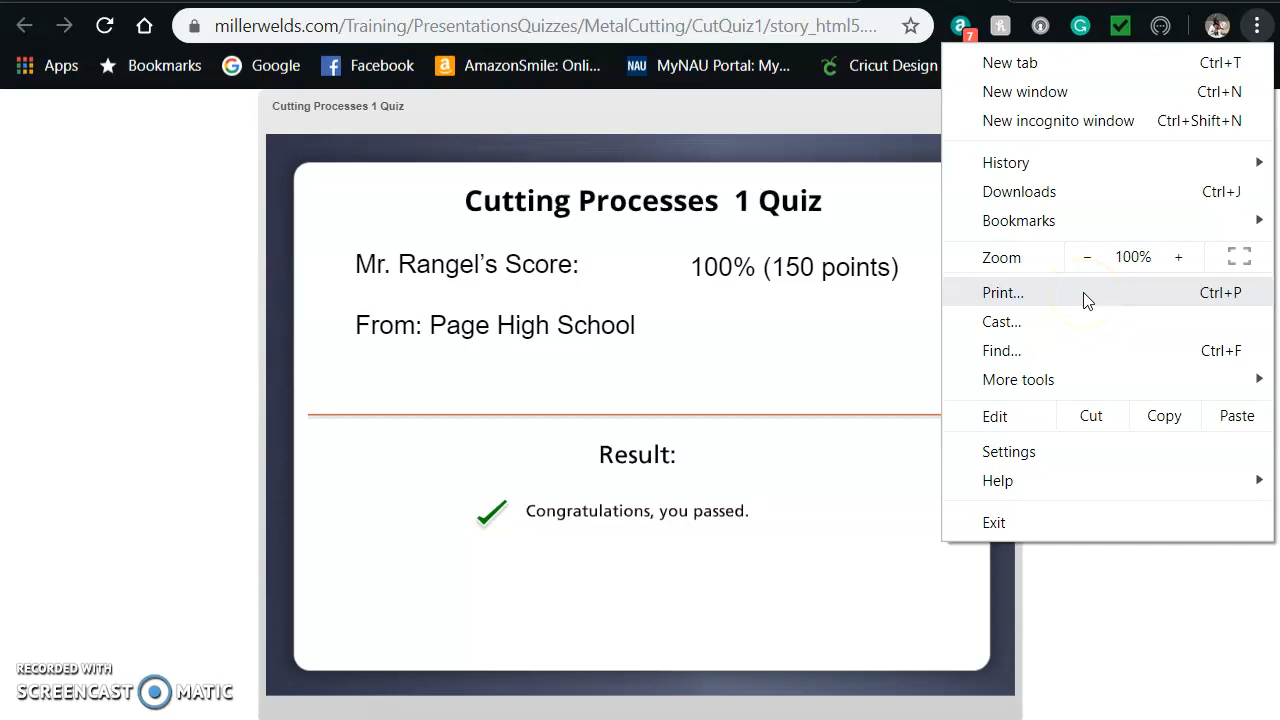 millerwelds.com/Training/PresentationsQuizzes/MetalCutting/CutQuiz1/story_html5....
7
Apps Bookmarks Google Facebook AmazonSmile: Onli... NAU MyNAU Portal: My... Cricut Design
New tab Ctrl+T
New window Ctrl+N
New incognito window Ctrl+Shift+N
History
Downloads Ctrl+J
Bookmarks
Zoom - 100% +
Print... Ctrl+P
Cast...
Find... Ctrl+F
More tools
Edit Cut Copy Paste
Settings
Help
Exit
Cutting Processes 1 Quiz
Cutting Processes 1 Quiz
Mr. Rangel's Score: 100% (150 points)
From: Page High School
Result:
Congratulations, you passed.
RECORDED WITH
SCREENCAST MATIC